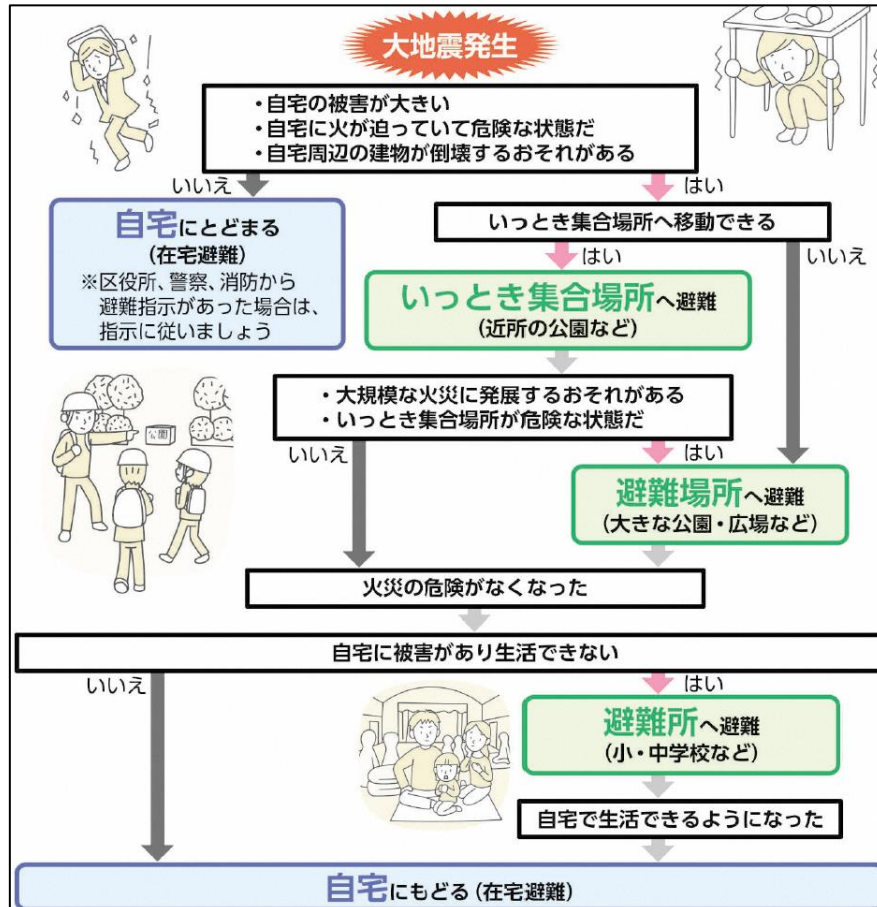 大地震発生
・自宅の被害が大きい
・自宅に火が迫っていて危険な状態だ
・自宅周辺の建物が倒壊するおそれがある
いいえ
はい
自宅にとどまる
(在宅避難)
※区役所、警察、消防から
避難指示があった場合は、
指示に従いましょう
いっとき集合場所へ移動できる
はい
いいえ
いっとき集合場所へ避難
(近所の公園など)
・大規模な火災に発展するおそれがある
・いっとき集合場所が危険な状態だ
公園
いいえ
はい
避難場所へ避難
(大きな公園・広場など)
火災の危険がなくなった
自宅に被害があり生活できない
いいえ
はい
避難所へ避難
(小・中学校など)
自宅で生活できるようになった
自宅にもどる(在宅避難)